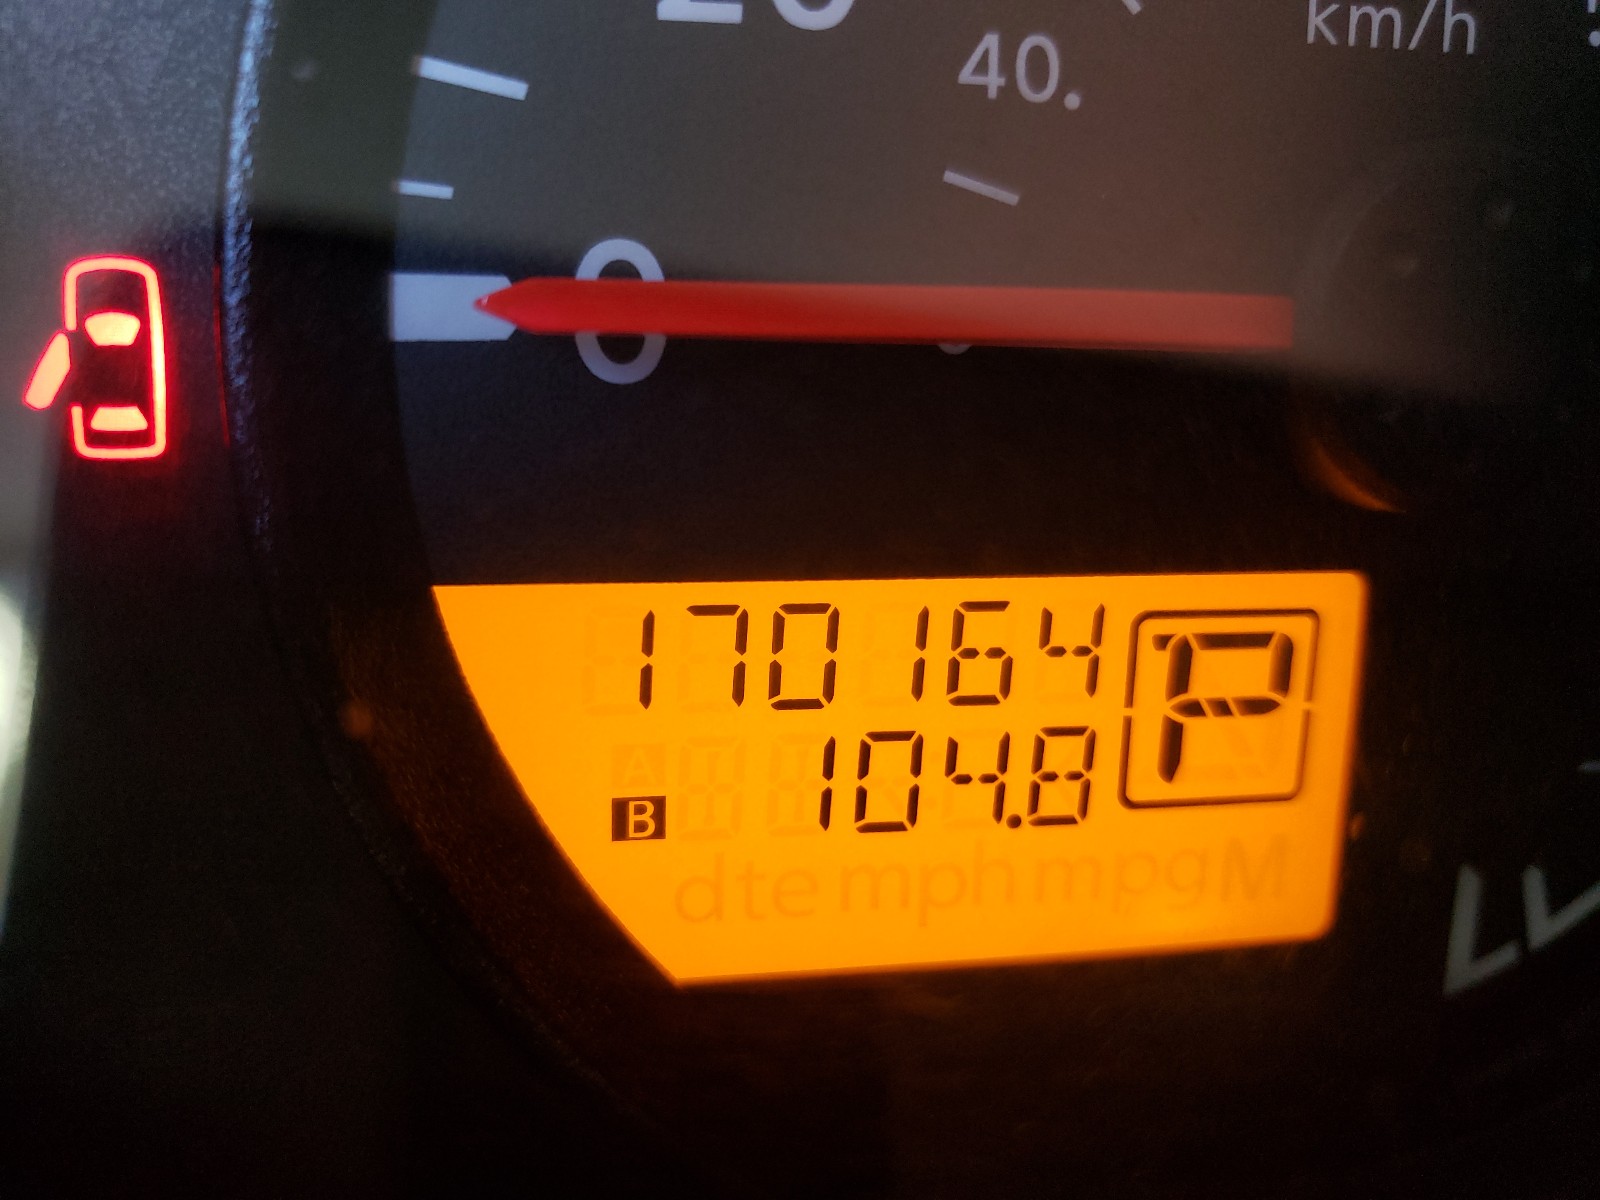 km/h
40.
0
170164 P
104.8
B
dte mph mpg M